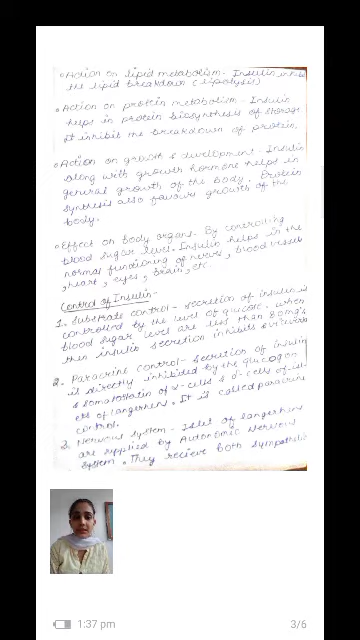 • Action on lipid metabolism - Insulin inhibits
the lipid breakdown (lipolysis)
• Action on protein metabolism - Insulin
helps in protein biosynthesis & storage.
It inhibit the breakdown of protein
• Action on growth & development - Insulin
along with growth hormone helps in
general growth of the body. Protein
synthesis also favours growth of the
body.
• Effect on body organs - By controlling
blood sugar level. Insulin helps in the
normal functioning of nerves, blood vessels
, heart, eyes, brain, etc.
Control of Insulin -
1. Substrate control - secretion of insulin is
controlled by the level of glucose. when
blood sugar level are less than 80mg%
then insulin secretion inhibits &
2. Paracrine control - secretion of insulin
is directly inhibited by the glucagon
& somatostatin of α-cells & δ-cells of isl-
ets of langerhans. It is called paracrine
control.
3. Nervous system - Islet of langerhans
are supplied by Autonomic Nervous
system. They recieve both sympathetic
1:37 pm
3/6